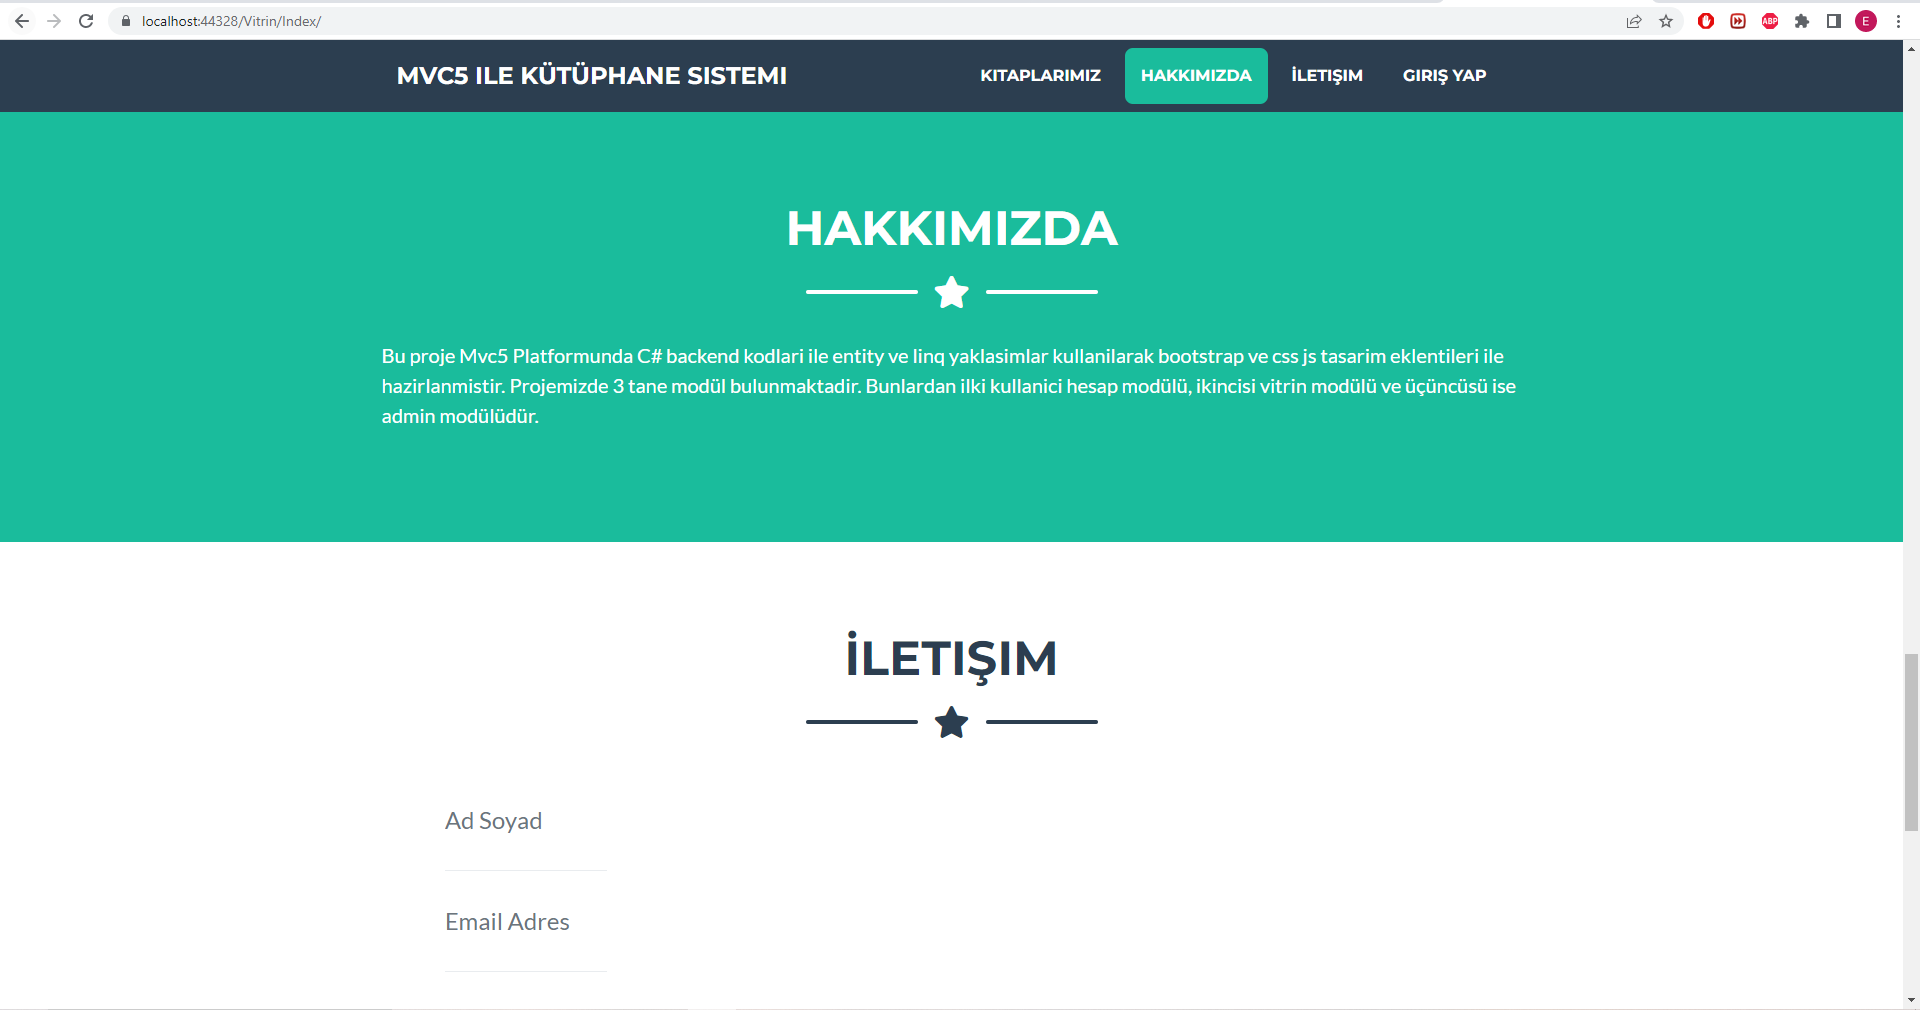 localhost:44328/Vitrin/Index/
ABP
E
MVC5 ILE KÜTÜPHANE SISTEMI
KITAPLARIMIZ
HAKKIMIZDA
İLETIŞIM
GIRIŞ YAP
HAKKIMIZDA
Bu proje Mvc5 Platformunda C# backend kodlari ile entity ve linq yaklasimlar kullanilarak bootstrap ve css js tasarim eklentileri ile
hazirlanmistir. Projemizde 3 tane modül bulunmaktadir. Bunlardan ilki kullanici hesap modülü, ikincisi vitrin modülü ve üçüncüsü ise
admin modülüdür.
İLETIŞIM
Ad Soyad
Email Adres